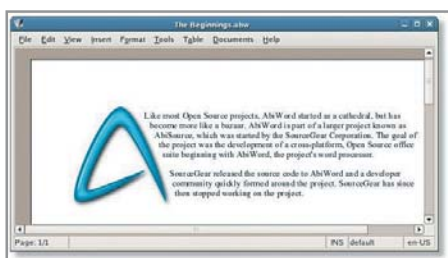 The Beginnings.abw
File Edit View Insert Format Tools Table Documents Help
Like most Open Source projects, AbiWord started as a cathedral, but has
become more like a bazaar. AbiWord is part of a larger project known as
AbiSource, which was started by the SourceGear Corporation. The goal of
the project was the development of a cross-platform, Open Source office
suite beginning with AbiWord, the project's word processor.
SourceGear released the source code to AbiWord and a developer
community quickly formed around the project. SourceGear has since
then stopped working on the project.
Page: 1/1 INS default en-US